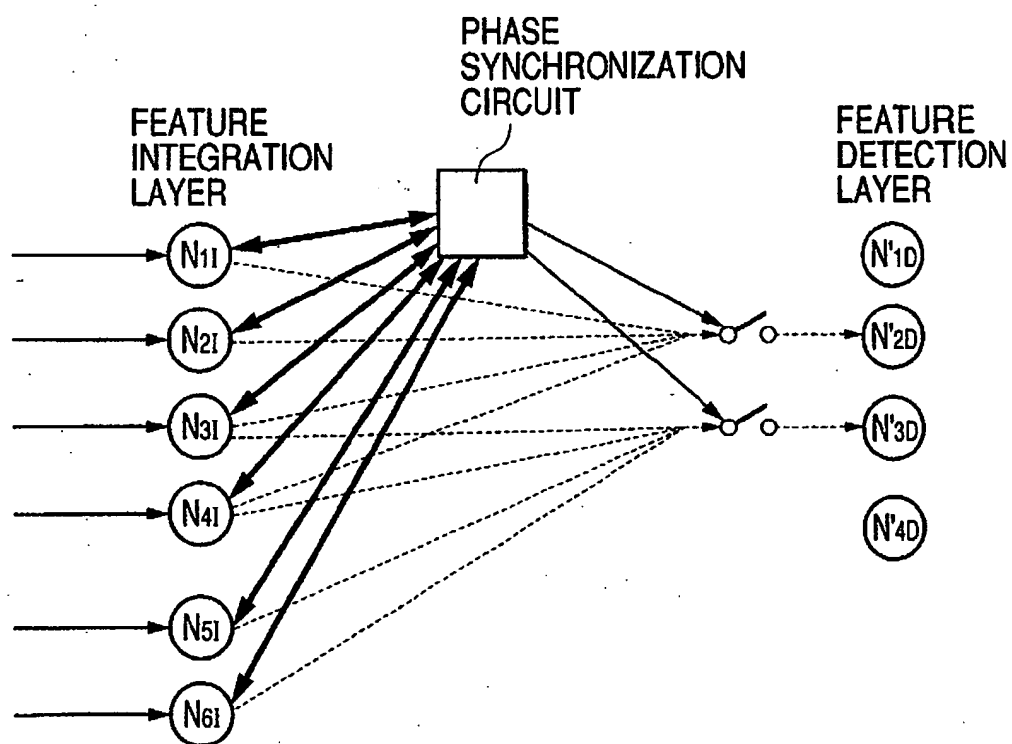 PHASE
SYNCHRONIZATION
CIRCUIT
FEATURE
INTEGRATION
LAYER
FEATURE
DETECTION
LAYER
N1I
N'1D
N2I
N'2D
N3I
N'3D
N4I
N'4D
N5I
N6I